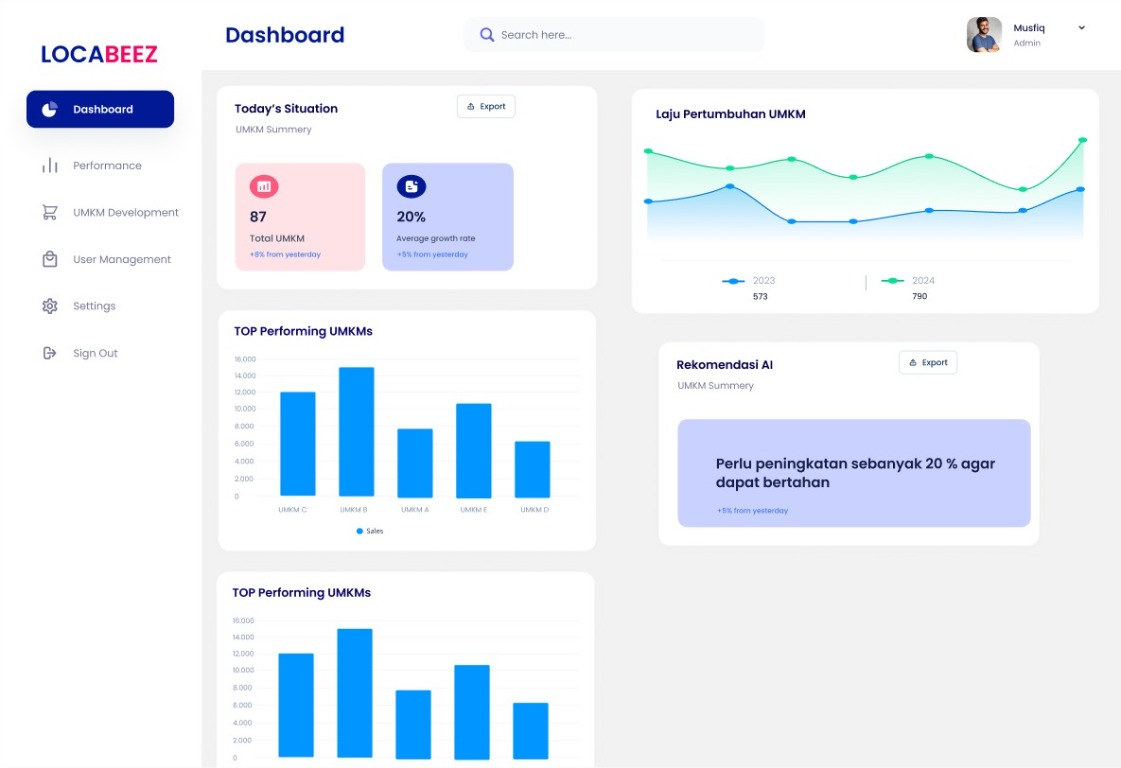 LOCABEEZ
Dashboard
Performance
UMKM Development
User Management
Settings
Sign Out
Dashboard
Search here...
Musfiq
Admin
Today's Situation
Export
UMKM Summery
87
Total UMKM
+8% from yesterday
20%
Average growth rate
+5% from yesterday
Laju Pertumbuhan UMKM
2023
573
2024
790
TOP Performing UMKMs
16.000
14.000
12.000
10.000
8.000
6.000
4.000
2.000
0
UMKM C
UMKM B
UMKM A
UMKM E
UMKM D
Sales
Rekomendasi AI
Export
UMKM Summery
Perlu peningkatan sebanyak 20 % agar
dapat bertahan
+5% from yesterday
TOP Performing UMKMs
16.000
14.000
12.000
10.000
8.000
6.000
4.000
2.000
0